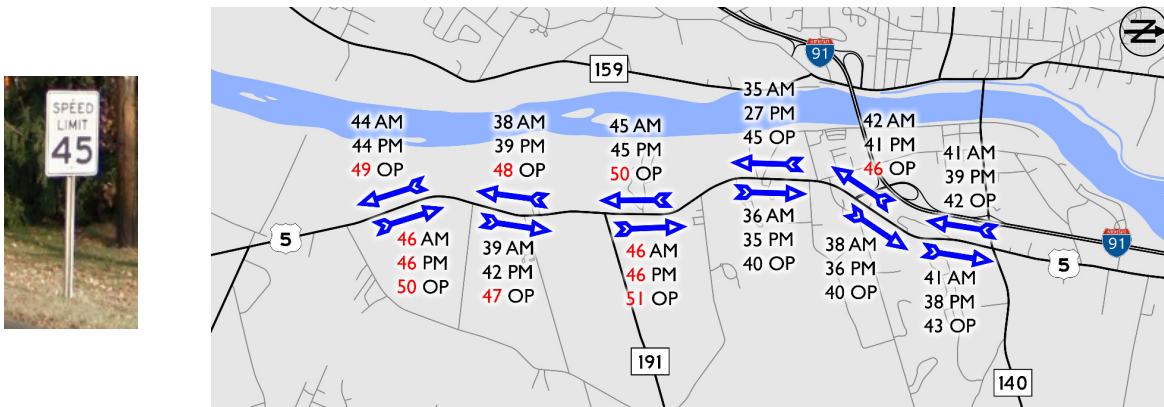 SPEED
LIMIT
45
159
INTERSTATE
91
Z
44 AM
44 PM
49 OP
38 AM
39 PM
48 OP
45 AM
45 PM
50 OP
35 AM
27 PM
45 OP
42 AM
41 PM
46 OP
41 AM
39 PM
42 OP
5
46 AM
46 PM
50 OP
39 AM
42 PM
47 OP
46 AM
46 PM
51 OP
36 AM
35 PM
40 OP
38 AM
36 PM
40 OP
41 AM
38 PM
43 OP
5
INTERSTATE
91
191
140